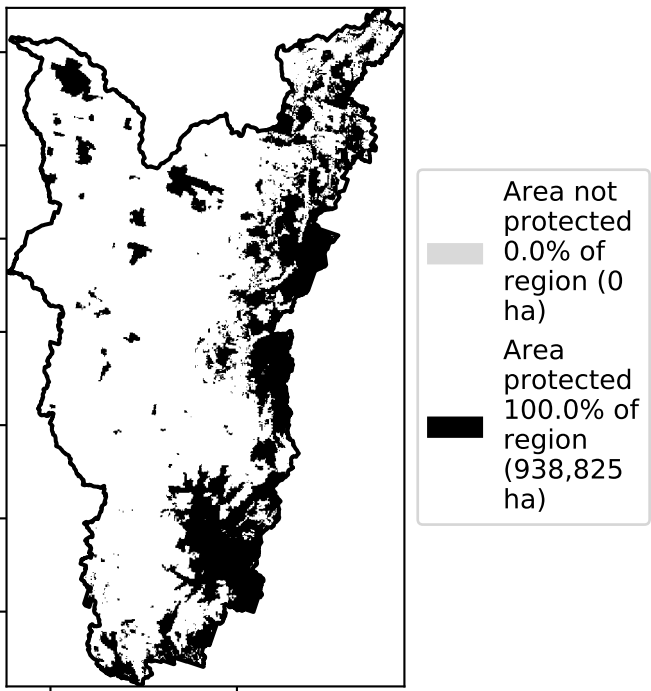 Area not
protected
0.0% of
region (0
ha)
Area
protected
100.0% of
region
(938,825
ha)